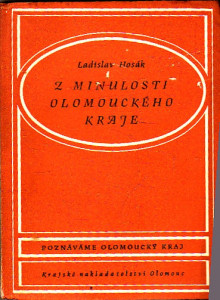 Ladislav Hosák
Z MINULOSTI
OLOMOUCKÉHO
KRAJE
POZNÁVÁME OLOMOUCKÝ KRAJ
Krajské nakladatelství Olomouc